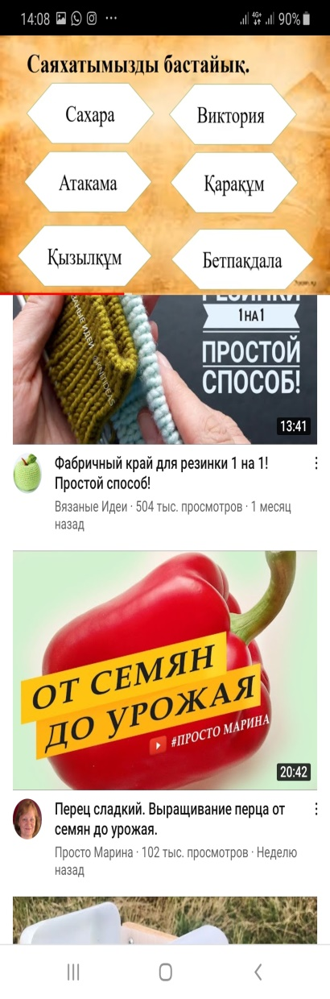 14:08
4G+
90%
Саяхатымызды бастайық.
Сахара
Виктория
Атакама
Қарақұм
Қызылқұм
Бетпақдала
РЕЗИНКИ
1 НА 1
ПРОСТОЙ
СПОСОБ!
13:41
Фабричный край для резинки 1 на 1!
Простой способ!
Вязаные Идеи · 504 тыс. просмотров · 1 месяц
назад
ОТ СЕМЯН
ДО УРОЖАЯ
#ПРОСТО МАРИНА
20:42
Перец сладкий. Выращивание перца от
семян до урожая.
Просто Марина · 102 тыс. просмотров · Неделю
назад